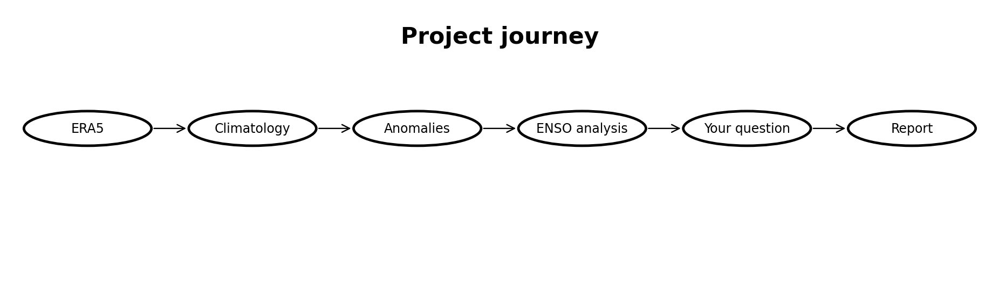 Project journey
ERA5
Climatology
Anomalies
ENSO analysis
Your question
Report